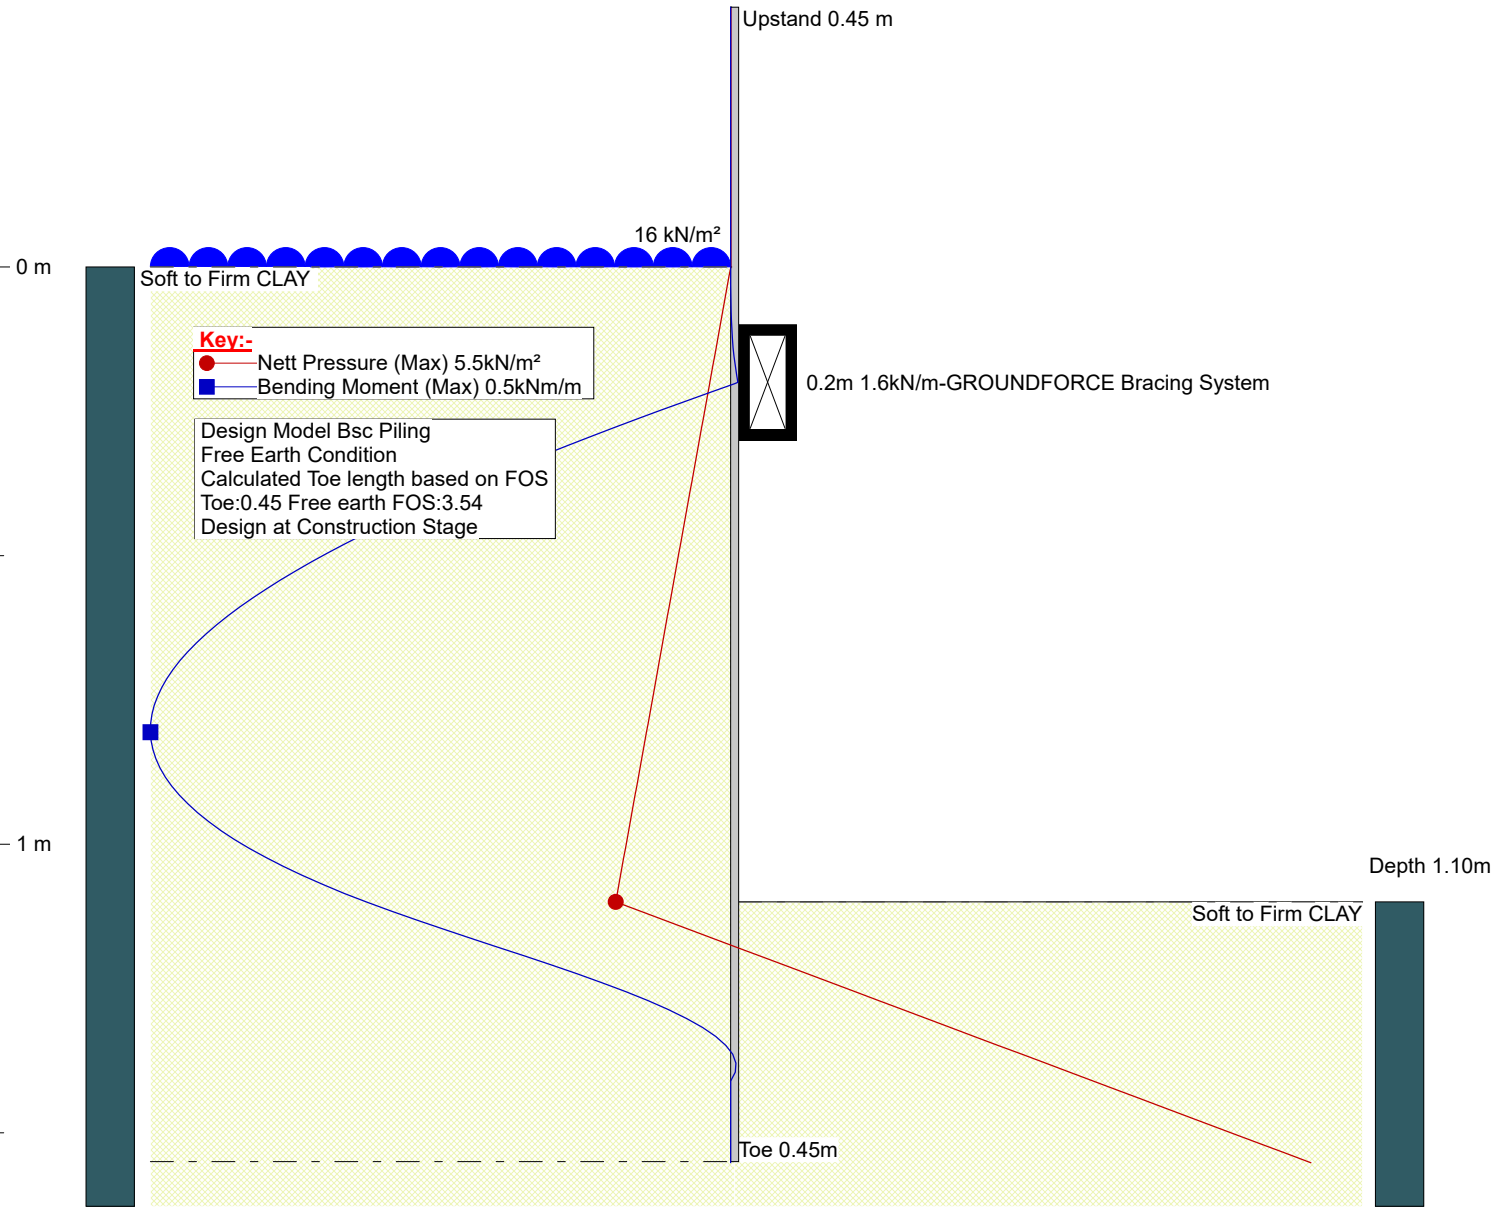 Upstand 0.45 m
16 kN/m²
0 m
Soft to Firm CLAY
Key:-
Nett Pressure (Max) 5.5kN/m²
Bending Moment (Max) 0.5kNm/m
0.2m 1.6kN/m-GROUNDFORCE Bracing System
Design Model Bsc Piling
Free Earth Condition
Calculated Toe length based on FOS
Toe:0.45 Free earth FOS:3.54
Design at Construction Stage
1 m
Depth 1.10m
Soft to Firm CLAY
Toe 0.45m